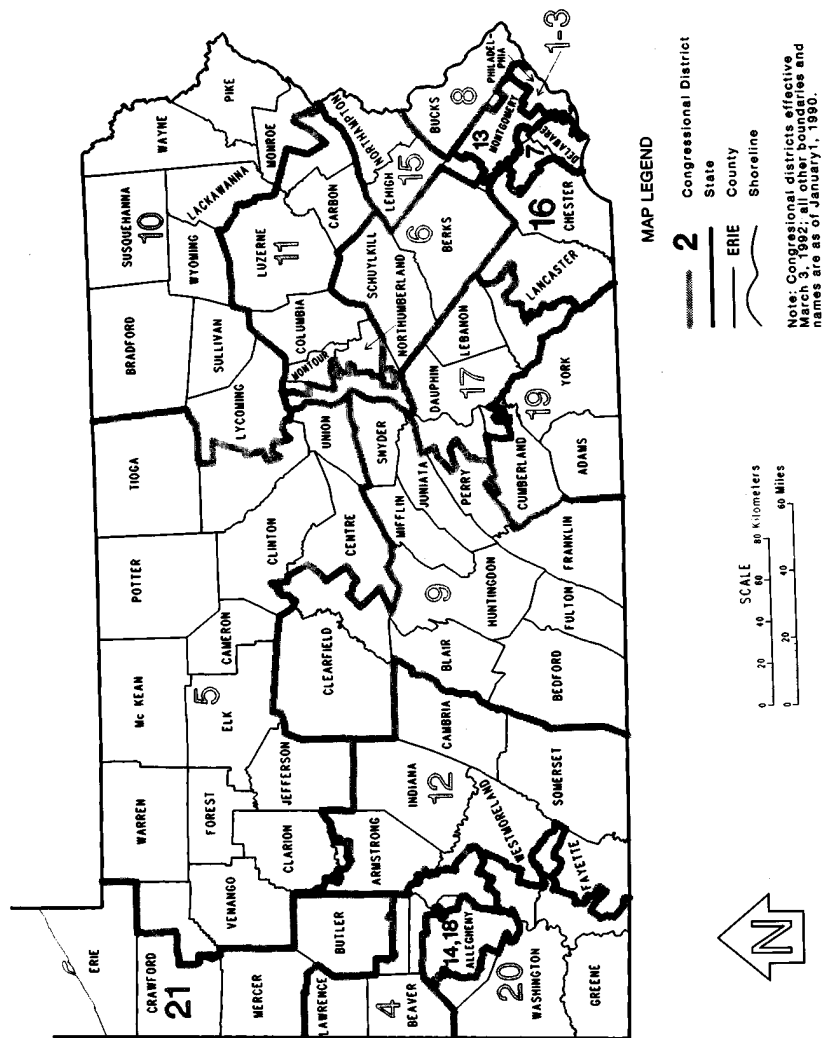 ERIE
CRAWFORD
21
MERCER
LAWRENCE
4
BEAVER
WASHINGTON
20
GREENE
VENANGO
BUTLER
14,18
ALLEGHENY
WARREN
FOREST
CLARION
ARMSTRONG
WESTMORELAND
FAYETTE
Mc KEAN
5
ELK
JEFFERSON
INDIANA
12
SOMERSET
CAMBRIA
POTTER
CAMERON
CLEARFIELD
BLAIR
BEDFORD
CLINTON
CENTRE
9
HUNTINGDON
FULTON
TIOGA
MIFFLIN
JUNIATA
FRANKLIN
LYCOMING
UNION
SNYDER
PERRY
CUMBERLAND
ADAMS
BRADFORD
SULLIVAN
COLUMBIA
MONTOUR
NORTHUMBERLAND
DAUPHIN
17
LEBANON
19
YORK
SUSQUEHANNA
10
WYOMING
LACKAWANNA
LUZERNE
11
SCHUYLKILL
6
BERKS
LANCASTER
WAYNE
PIKE
MONROE
CARBON
NORTHAMPTON
LEHIGH
15
BUCKS
8
13
MONTGOMERY
PHILADEL-
PHIA
1-3
7
DELAWARE
16
CHESTER
MAP LEGEND
2 Congressional District
State
ERIE County
Shoreline
Note: Congresional districts effective
March 3, 1992; all other boundaries and
names are as of January1, 1990.
SCALE
0 20 40 60 80 Kilometers
0 20 40 60 Miles
N